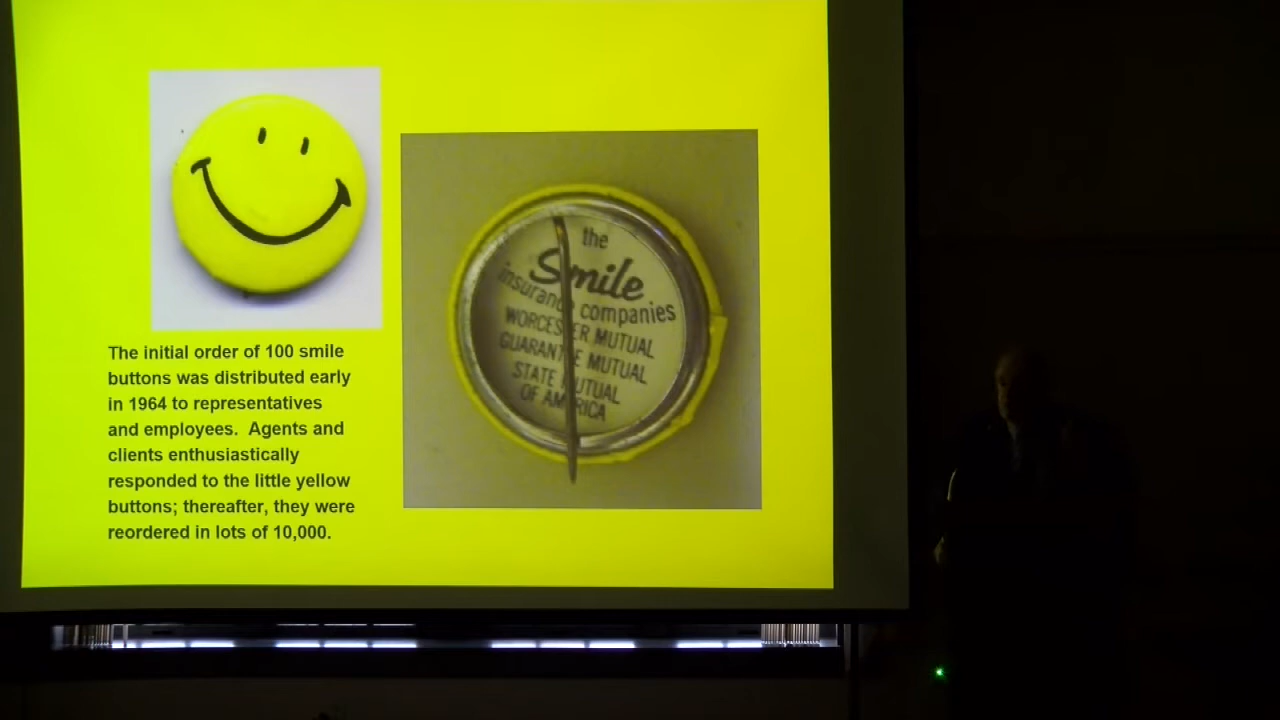 The initial order of 100 smile
buttons was distributed early
in 1964 to representatives
and employees.  Agents and
clients enthusiastically
responded to the little yellow
buttons; thereafter, they were
reordered in lots of 10,000.
the
Smile
insurance companies
WORCESTER MUTUAL
GUARANTEE MUTUAL
STATE MUTUAL
OF AMERICA